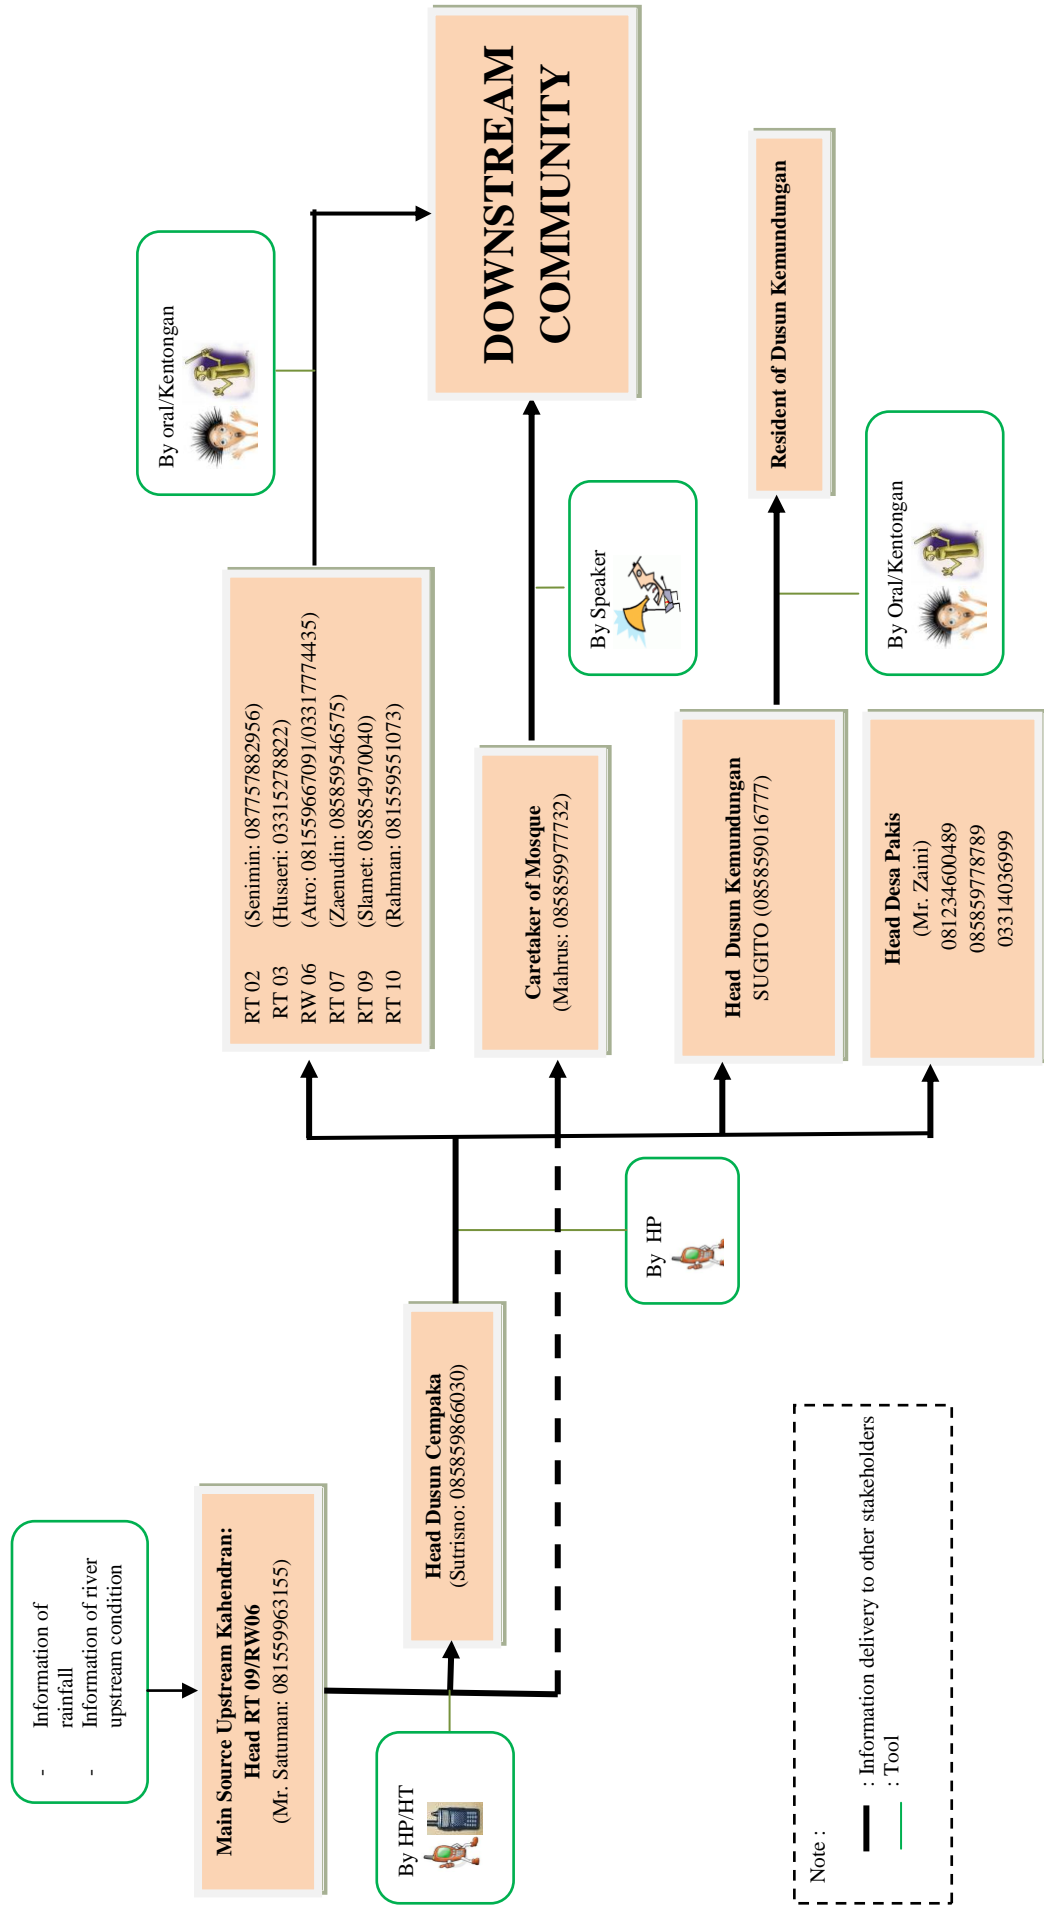 - Information of
rainfall
- Information of river
upstream condition
Main Source Upstream Kahendran:
Head RT 09/RW06
(Mr. Satuman: 081559963155)
By HP/HT
Head Dusun Cempaka
(Sutrisno: 085859866030)
By HP
RT 02 (Senimin: 087757882956)
RT 03 (Husaeri: 03315278822)
RW 06 (Atro: 081559667091/03317774435)
RT 07 (Zaenudin: 085859546575)
RT 09 (Slamet: 085854970040)
RT 10 (Rahman: 081559551073)
By oral/Kentongan
Caretaker of Mosque
(Mahrus: 085859977732)
By Speaker
DOWNSTREAM
COMMUNITY
Head Dusun Kemundungan
SUGITO (085859016777)
Resident of Dusun Kemundungan
By Oral/Kentongan
Head Desa Pakis
(Mr. Zaini)
081234600489
085859778789
03314036999
Note :
: Information delivery to other stakeholders
: Tool